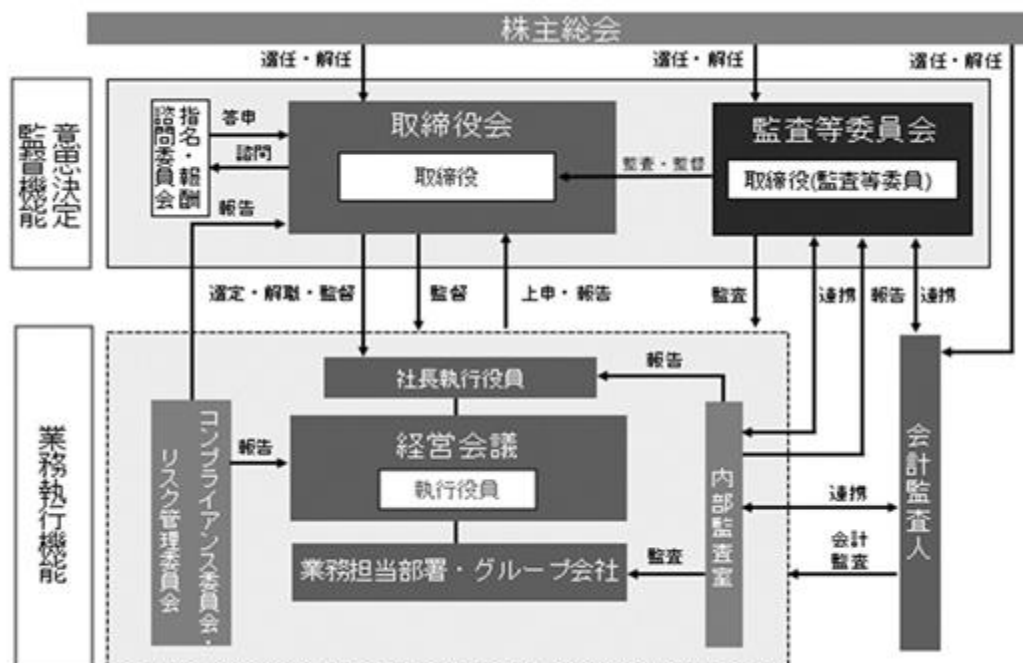 株主総会
選任・解任
選任・解任
選任・解任
意思決定
監督機能
指名・報酬
諮問委員会
答申
諮問
報告
取締役会
取締役
監査・監督
監査等委員会
取締役(監査等委員)
選定・解職・監督
監督
上申・報告
監査
連携
報告
連携
業務執行機能
コンプライアンス委員会・
リスク管理委員会
報告
社長執行役員
報告
経営会議
執行役員
業務担当部署・グループ会社
監査
内部監査室
連携
会計
監査
会計監査人